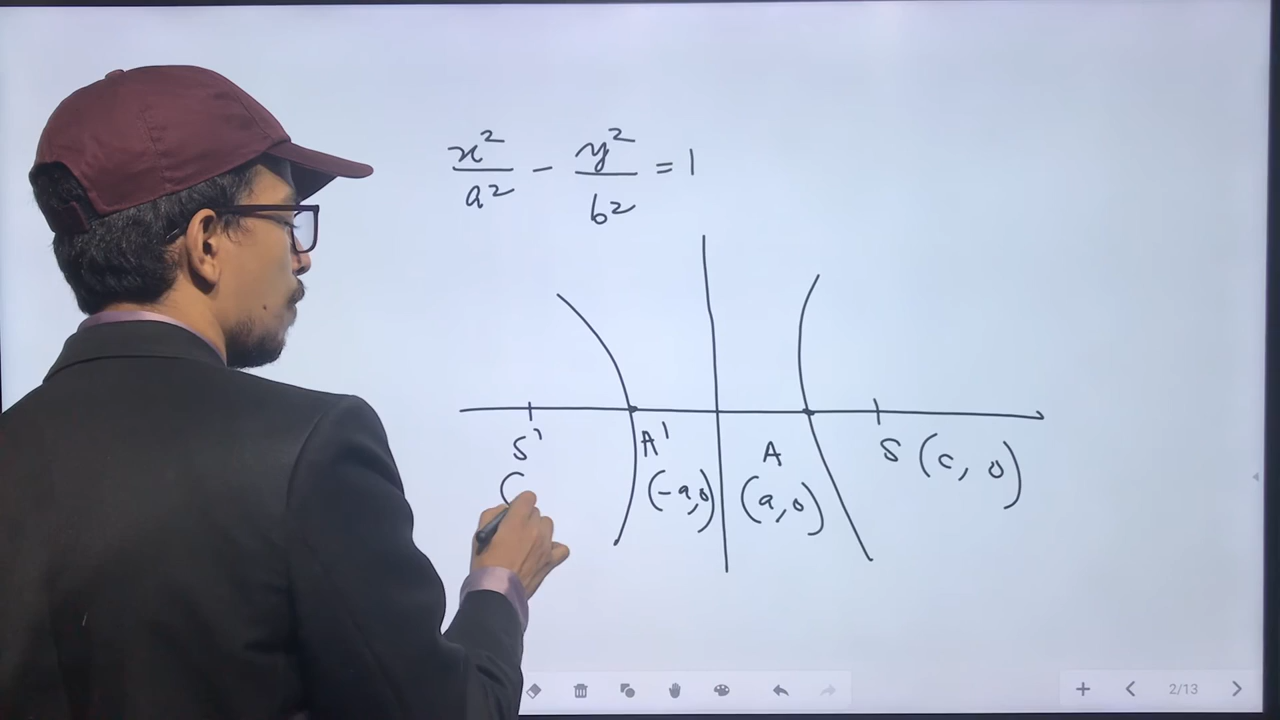 x²/a² - y²/b² = 1
S' A' A S (c, 0)
( (-a,0) (a,0)
2/13